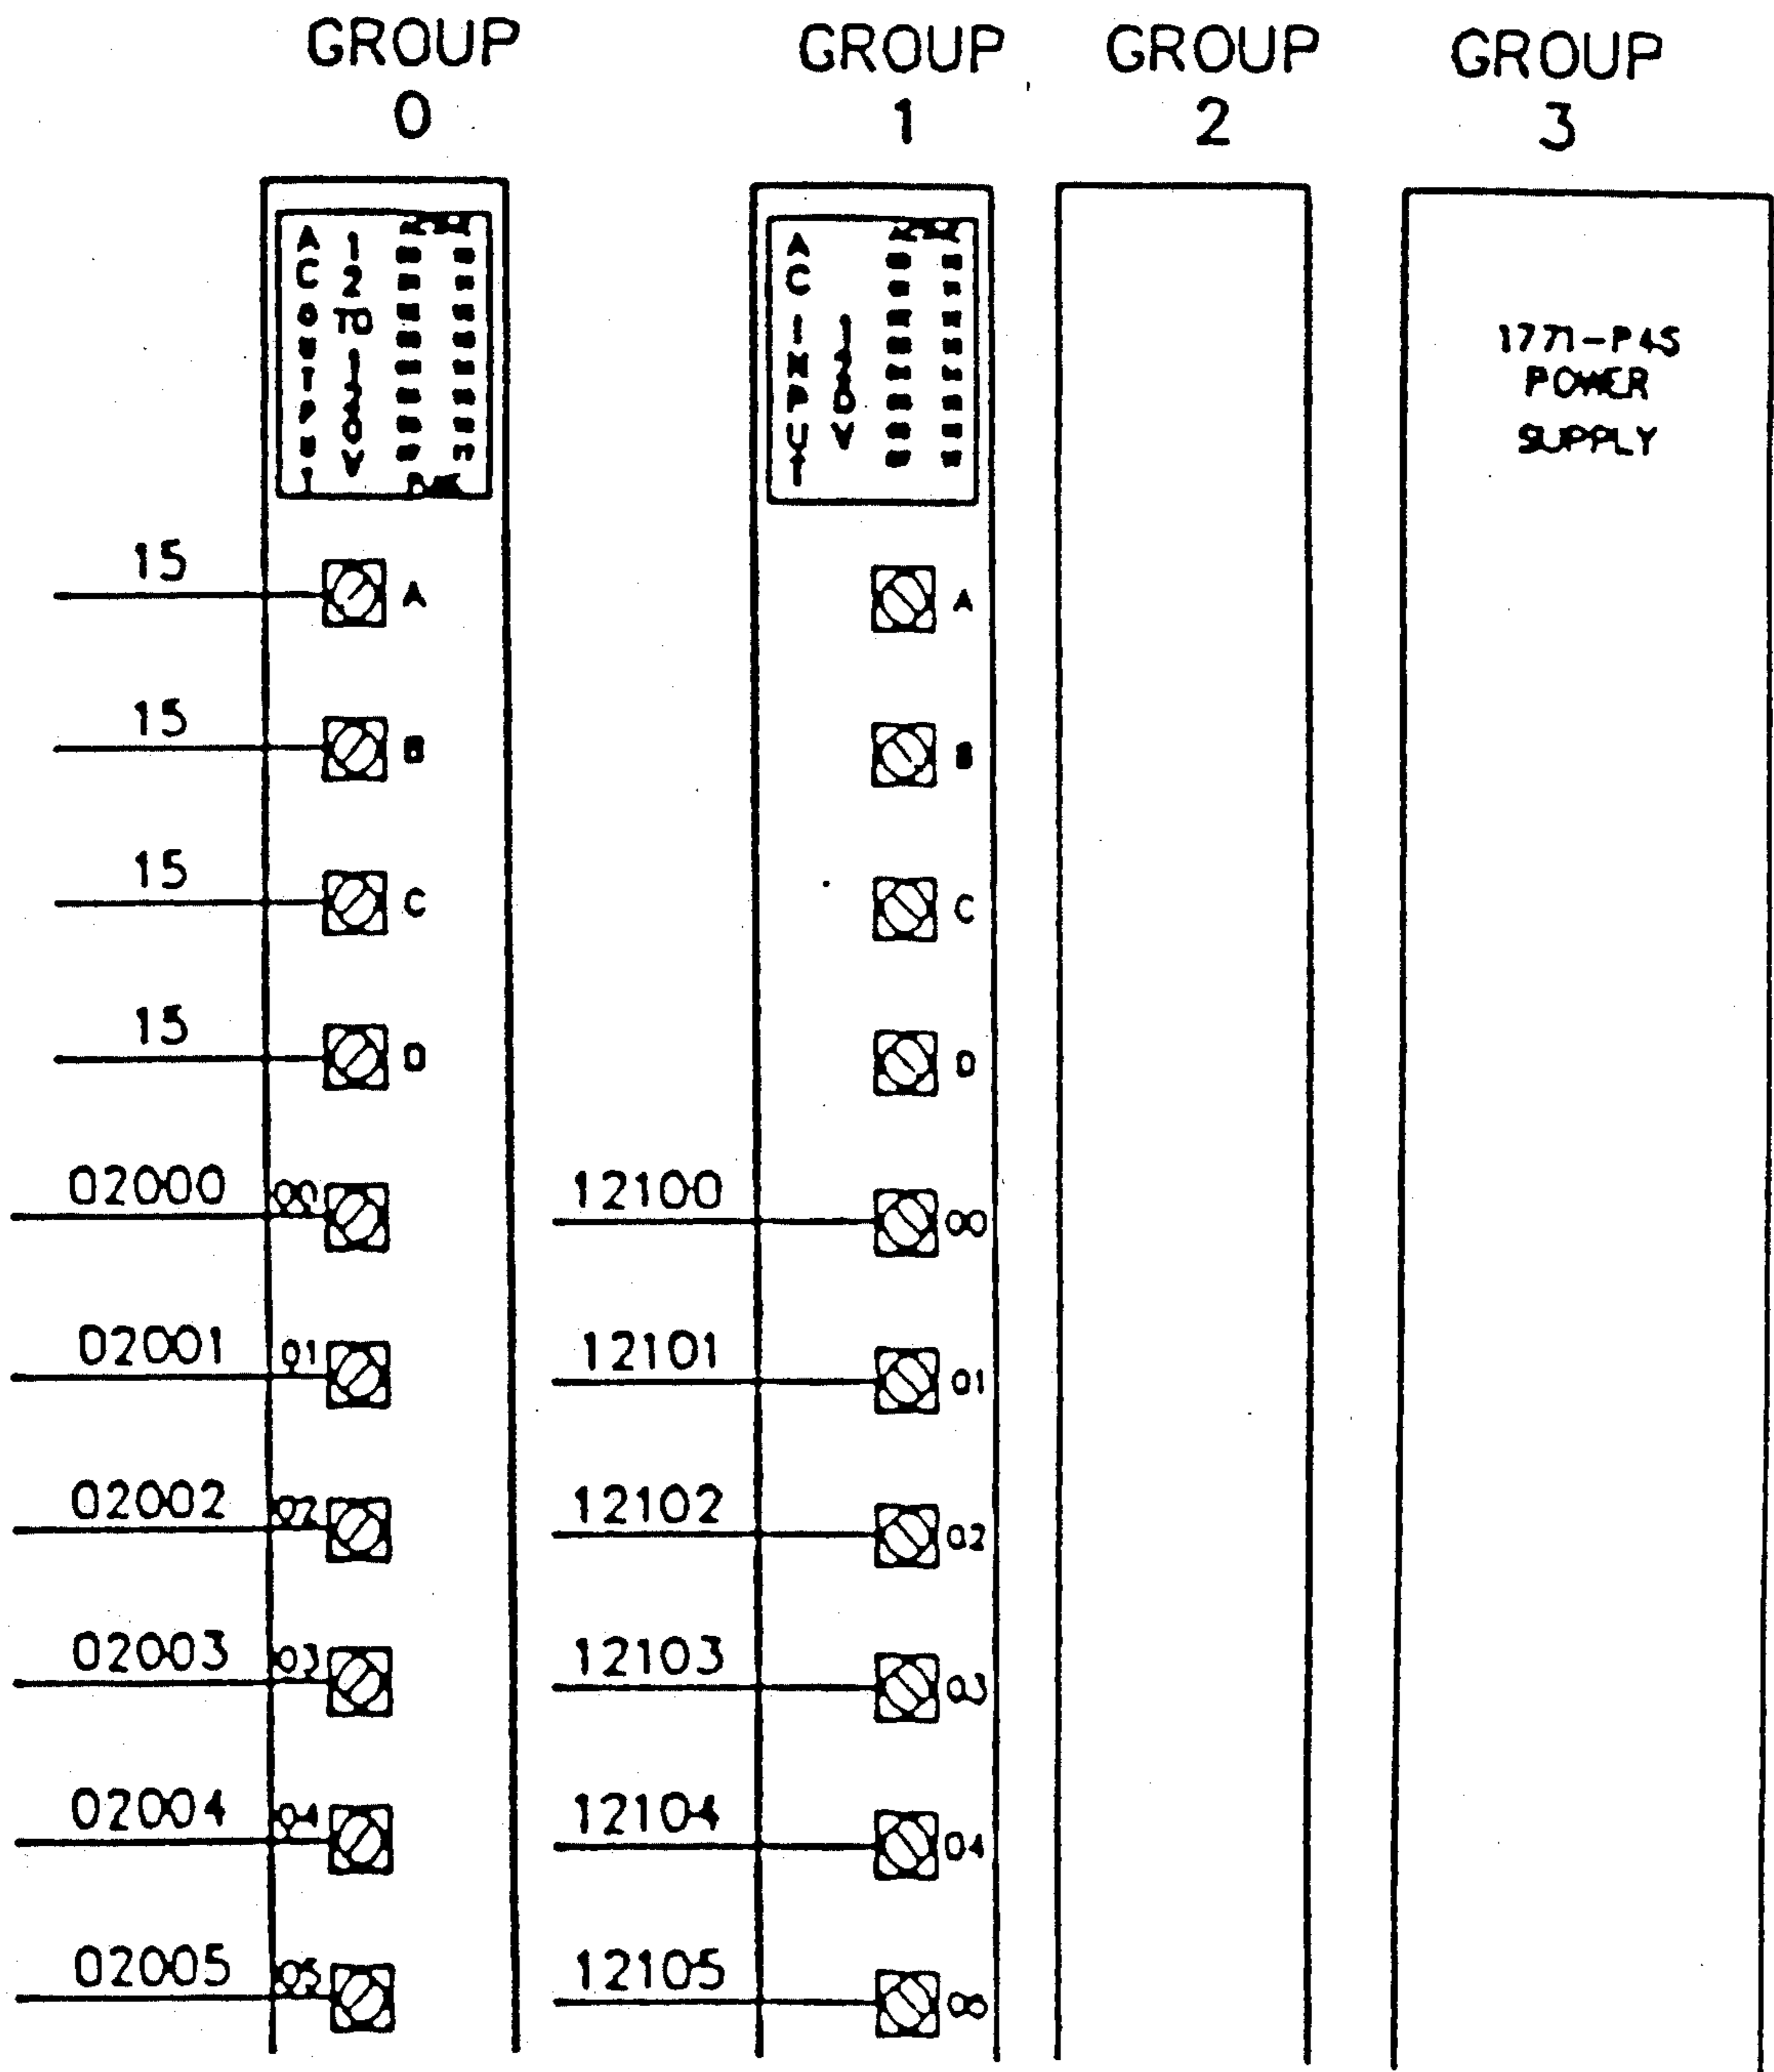 GROUP 0
GROUP 1
GROUP 2
GROUP 3
AC OUTPUT
12 TO 120V
AC INPUT
120V
1771-P4S
POWER
SUPPLY
15 A
15 B
15 C
15 D
A
B
C
D
02000 00
02001 01
02002 02
02003 03
02004 04
02005 05
12100 00
12101 01
12102 02
12103 03
12104 04
12105